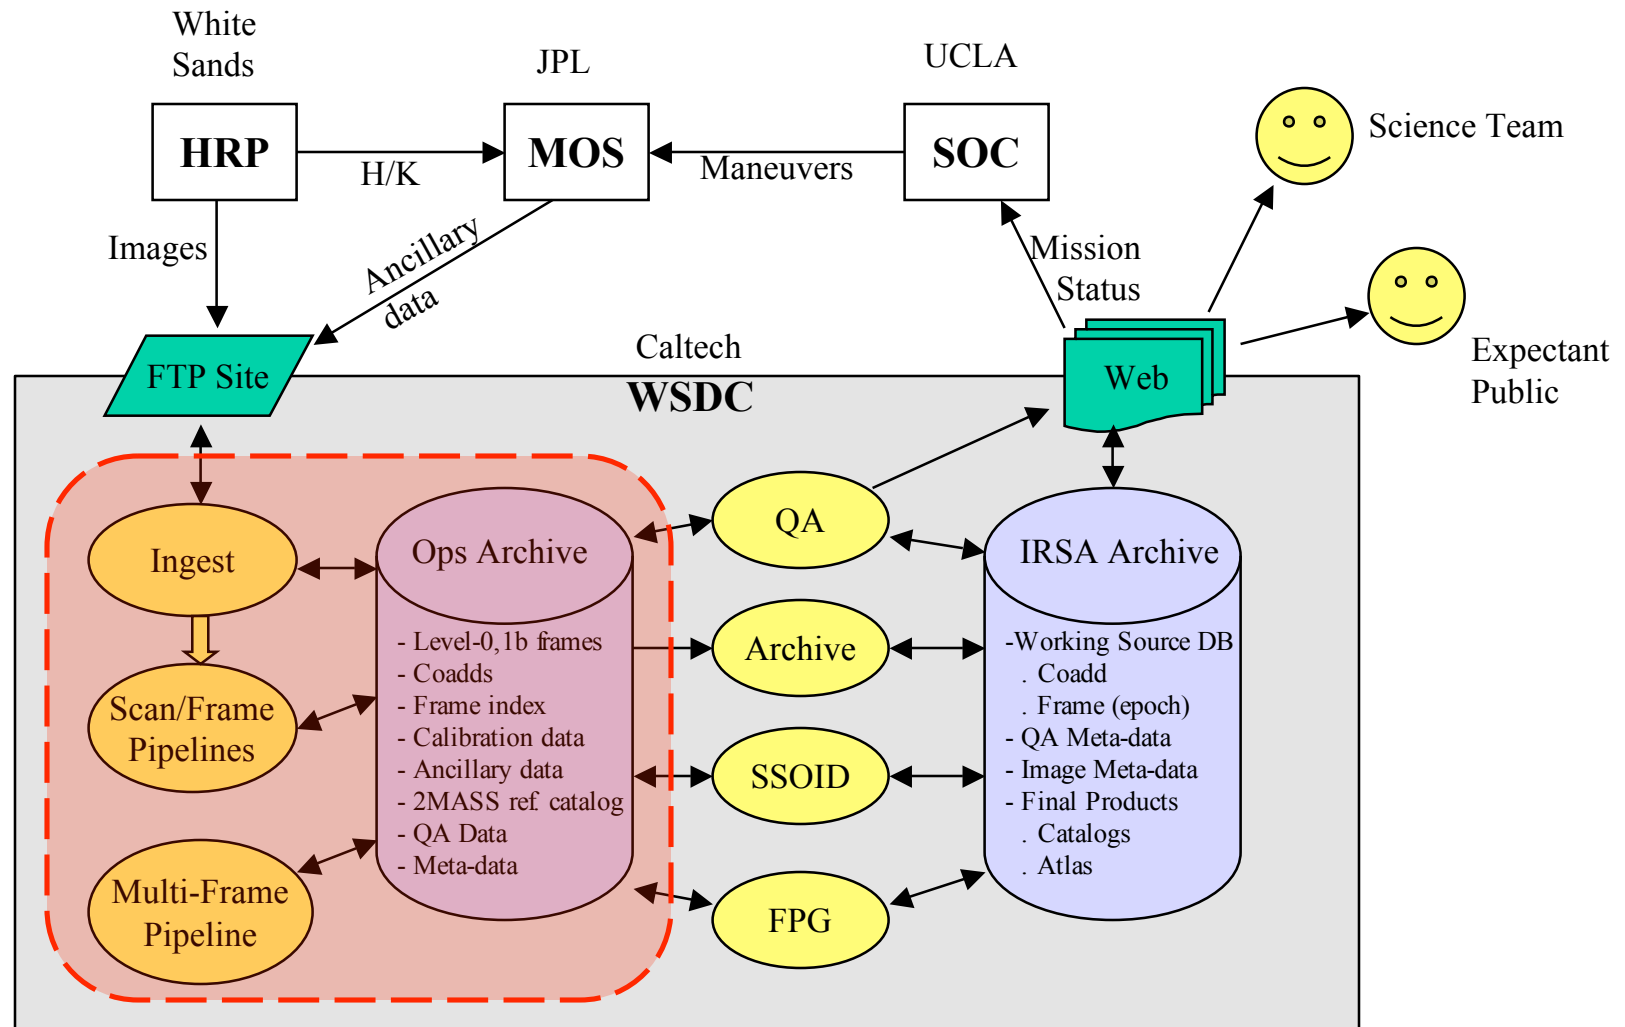 White
Sands
JPL
UCLA
HRP
MOS
SOC
Science Team
H/K
Maneuvers
Images
Ancillary
data
Mission
Status
Expectant
Public
Caltech
WSDC
FTP Site
Web
Ingest
Scan/Frame
Pipelines
Multi-Frame
Pipeline
Ops Archive
- Level-0,1b frames
- Coadds
- Frame index
- Calibration data
- Ancillary data
- 2MASS ref. catalog
- QA Data
- Meta-data
QA
Archive
SSOID
FPG
IRSA Archive
-Working Source DB
. Coadd
. Frame (epoch)
- QA Meta-data
- Image Meta-data
- Final Products
. Catalogs
. Atlas